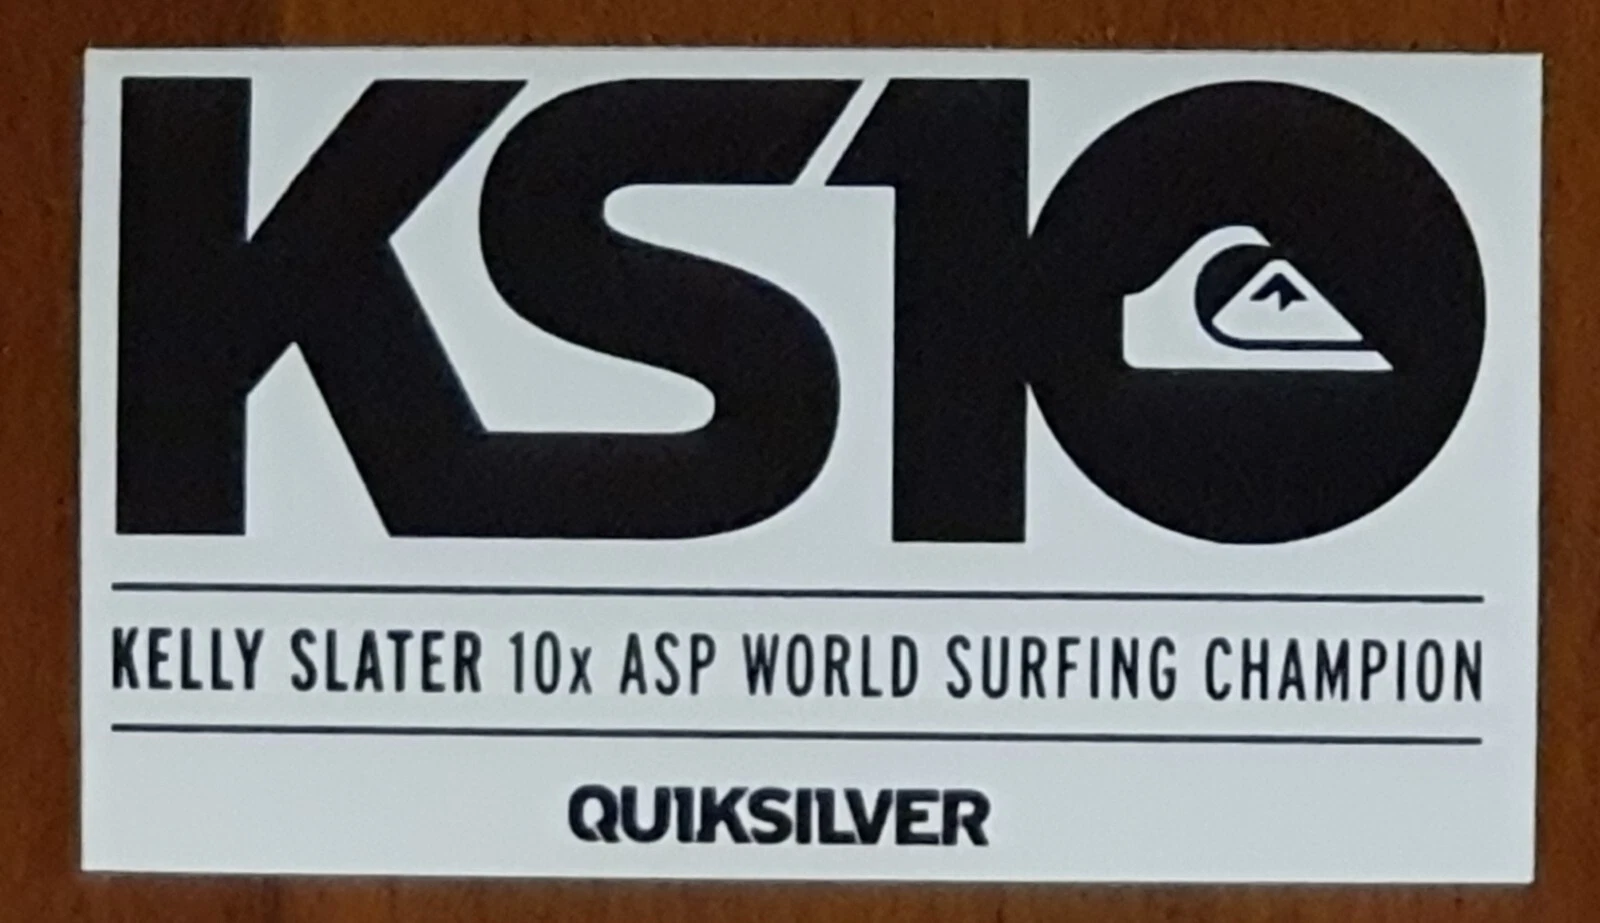 KS10
KELLY SLATER 10x ASP WORLD SURFING CHAMPION
QUIKSILVER